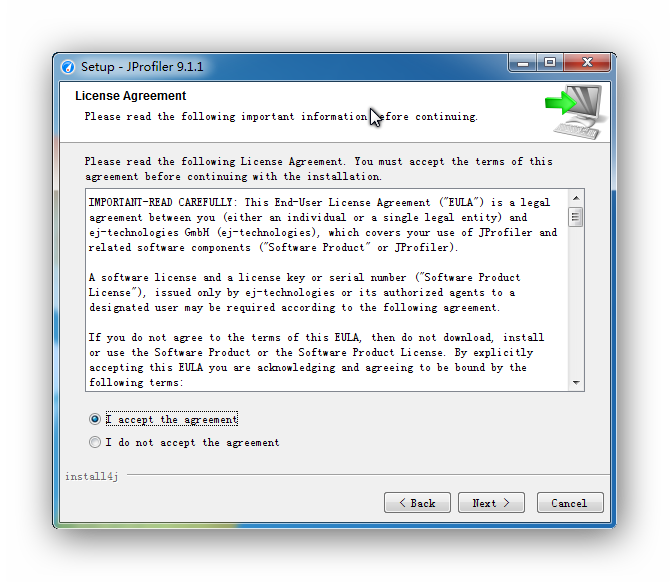 Setup - JProfiler 9.1.1
License Agreement
Please read the following important information before continuing.
Please read the following License Agreement. You must accept the terms of this
agreement before continuing with the installation.
IMPORTANT-READ CAREFULLY: This End-User License Agreement ("EULA") is a legal
agreement between you (either an individual or a single legal entity) and
ej-technologies GmbH (ej-technologies), which covers your use of JProfiler and
related software components ("Software Product" or JProfiler).
A software license and a license key or serial number ("Software Product
License"), issued only by ej-technologies or its authorized agents to a
designated user may be required according to the following agreement.
If you do not agree to the terms of this EULA, then do not download, install
or use the Software Product or the Software Product License. By explicitly
accepting this EULA you are acknowledging and agreeing to be bound by the
following terms:
I accept the agreement
I do not accept the agreement
install4j
< Back Next > Cancel